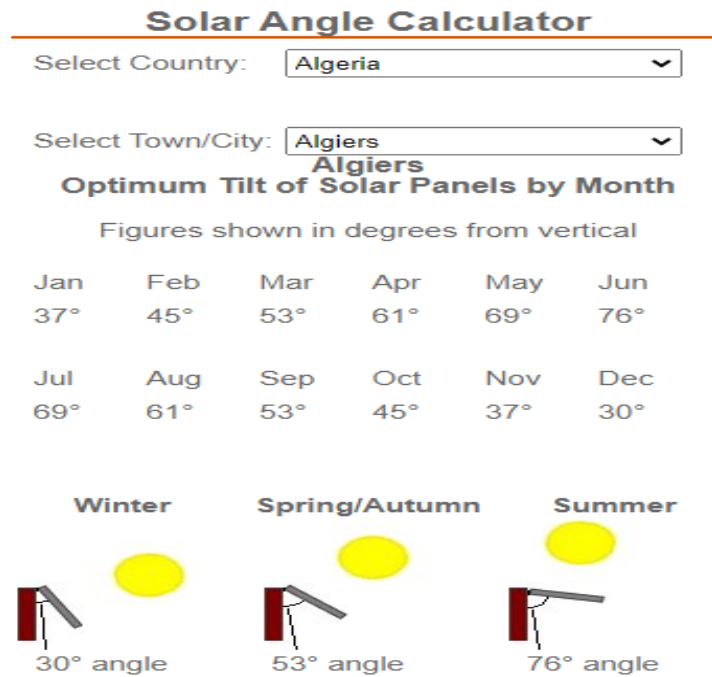 Solar Angle Calculator
Select Country: Algeria
Select Town/City: Algiers
Algiers
Optimum Tilt of Solar Panels by Month
Figures shown in degrees from vertical
Jan Feb Mar Apr May Jun
37° 45° 53° 61° 69° 76°
Jul Aug Sep Oct Nov Dec
69° 61° 53° 45° 37° 30°
Winter Spring/Autumn Summer
30° angle 53° angle 76° angle